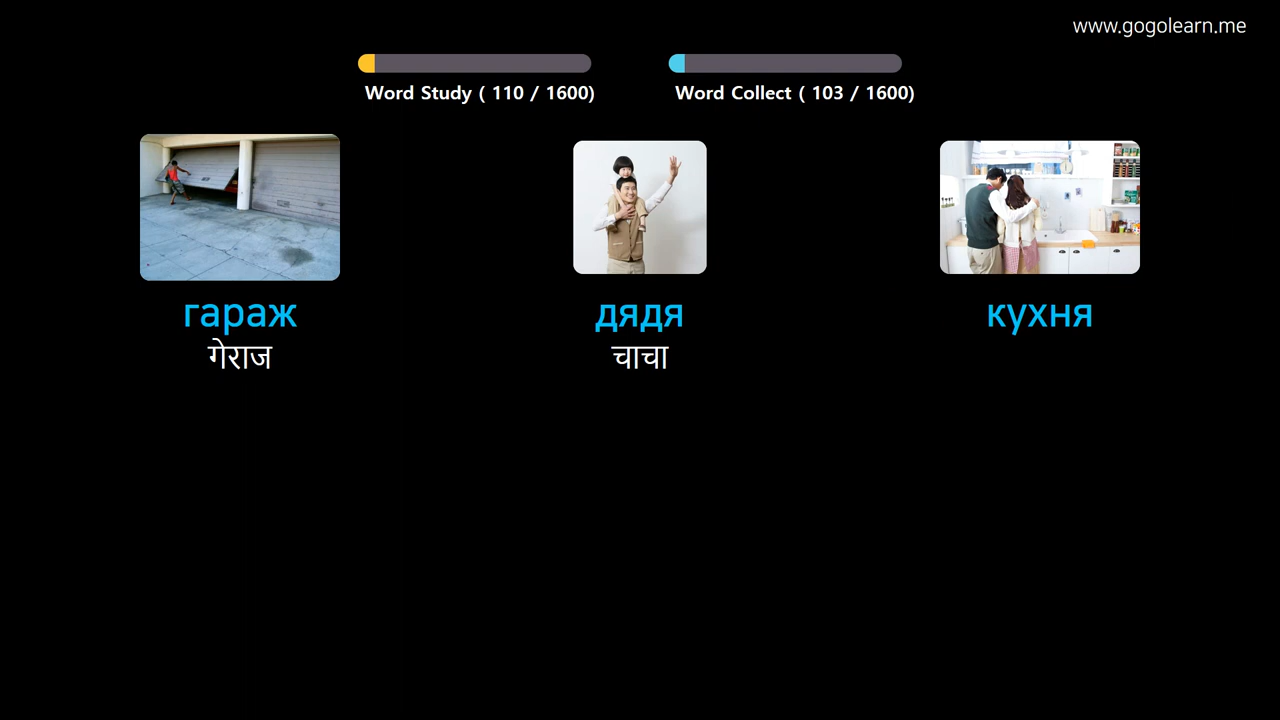 www.gogolearn.me
Word Study ( 110 / 1600)
Word Collect ( 103 / 1600)
гараж
дядя
кухня
गेराज
चाचा